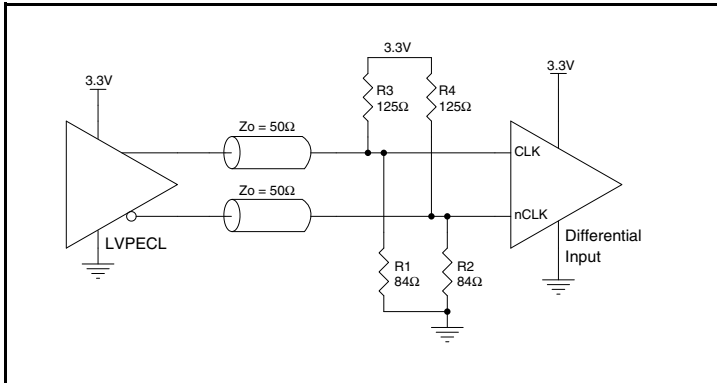 3.3V
3.3V
3.3V
R3
125Ω
R4
125Ω
Zo = 50Ω
CLK
Zo = 50Ω
nCLK
LVPECL
Differential
Input
R1
84Ω
R2
84Ω